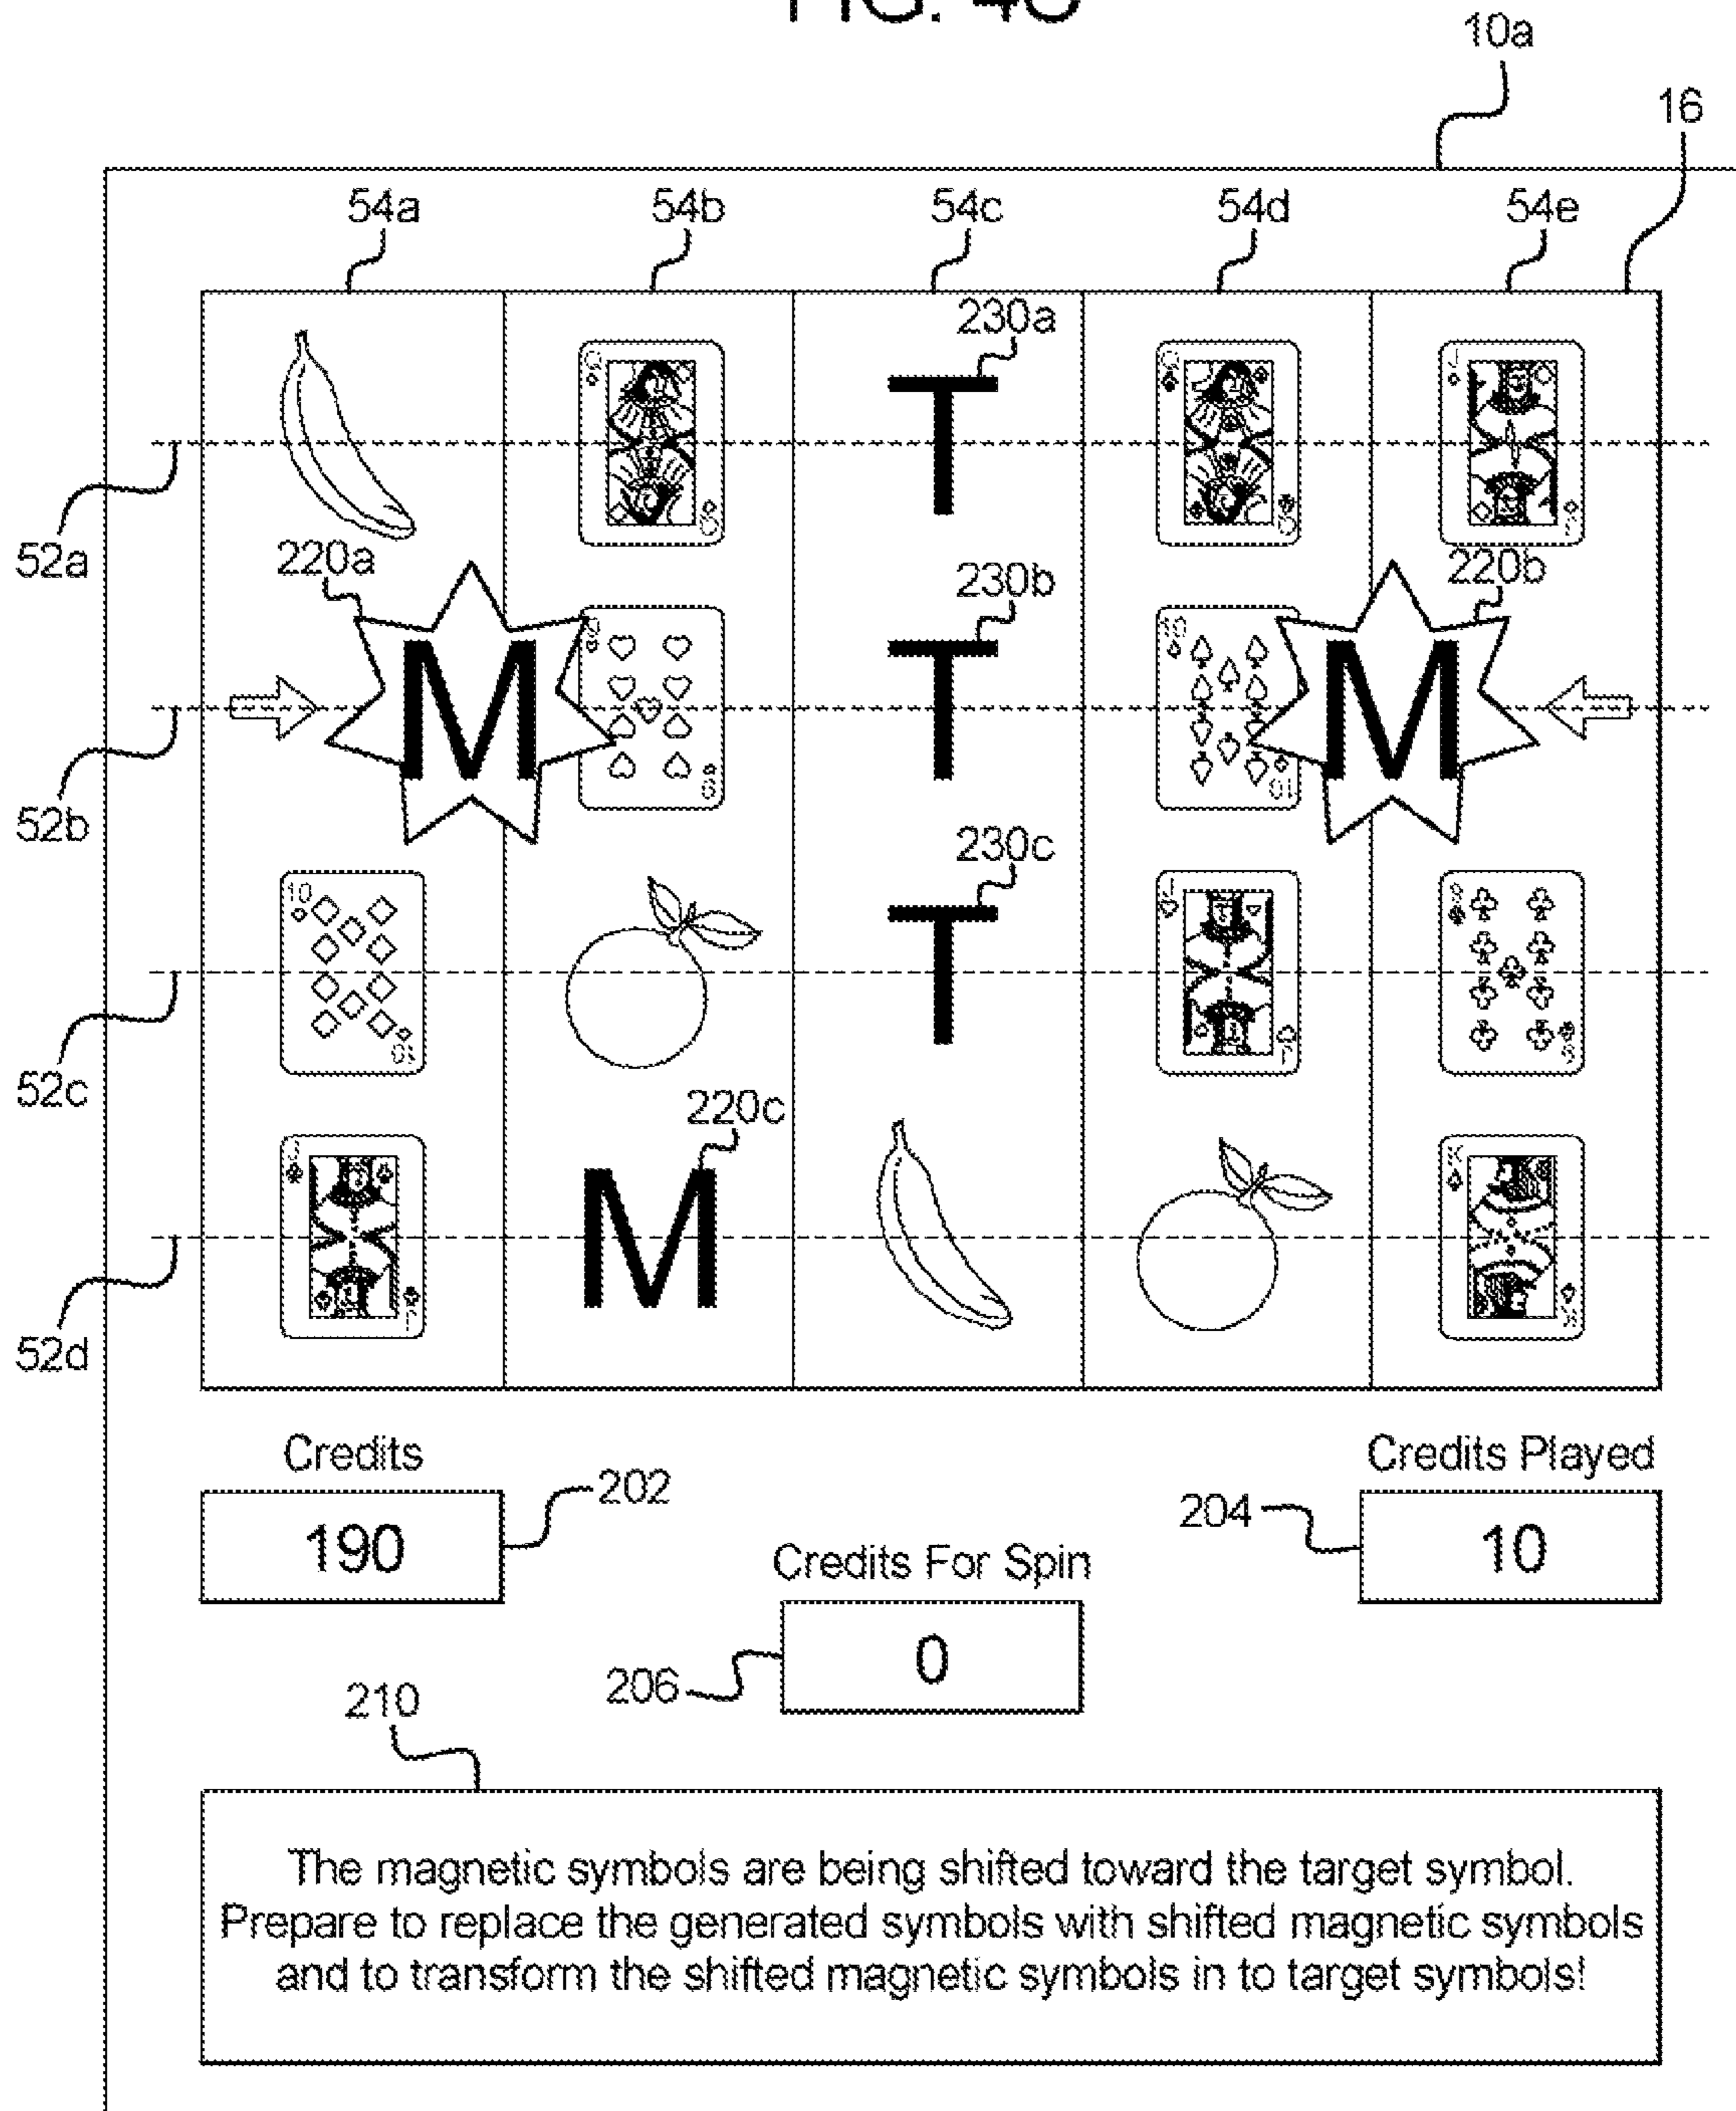 10a
16
54a 54b 54c 54d 54e
230a
T
52a
220a 230b 220b
M T M
52b
230c
T
10
10
52c
220c
M
52d
Credits Credits Played
190 202 204 10
Credits For Spin
206 0
210
The magnetic symbols are being shifted toward the target symbol.
Prepare to replace the generated symbols with shifted magnetic symbols
and to transform the shifted magnetic symbols in to target symbols!